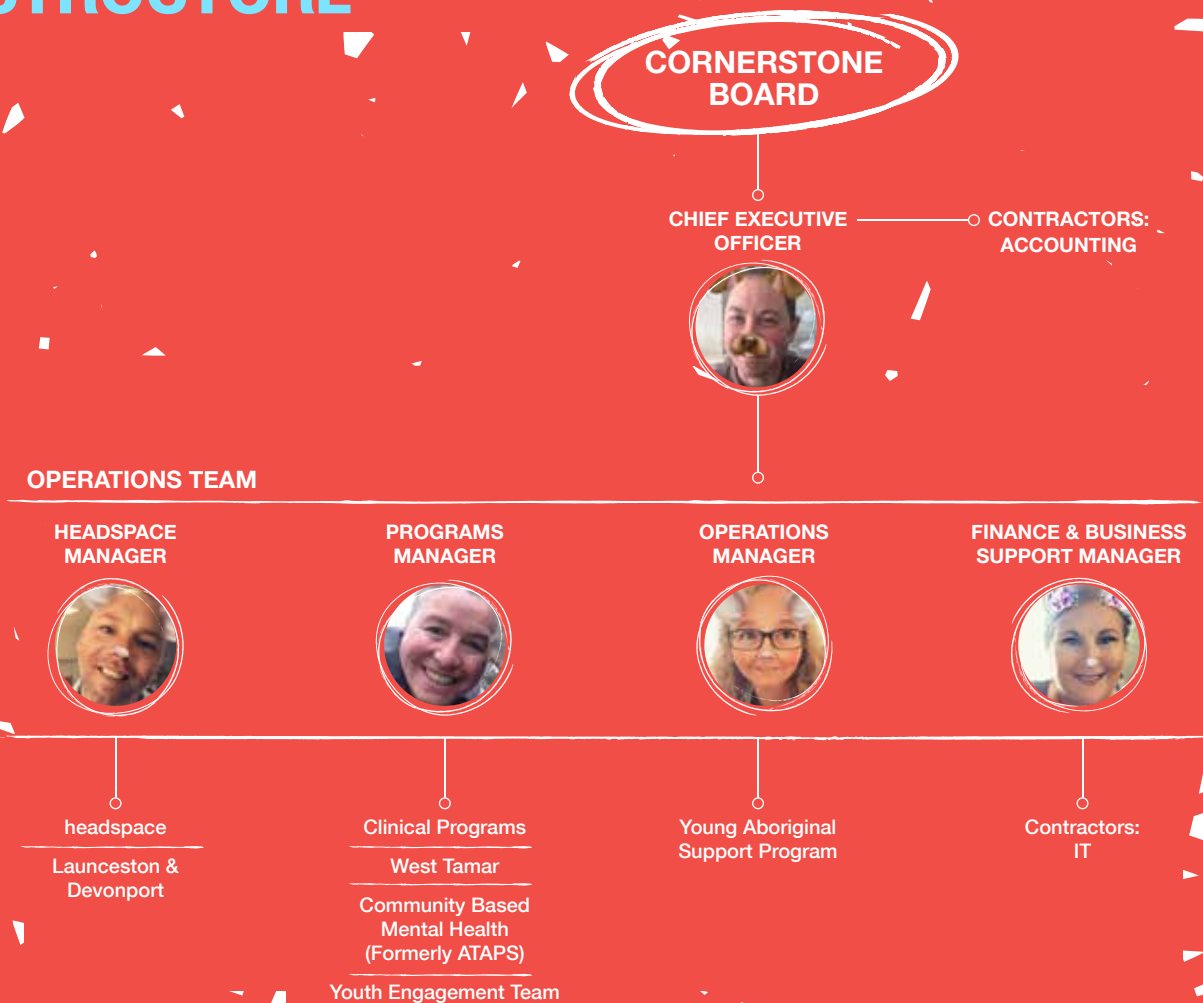 CORNERSTONE
BOARD
CHIEF EXECUTIVE
OFFICER
CONTRACTORS:
ACCOUNTING
OPERATIONS TEAM
HEADSPACE
MANAGER
PROGRAMS
MANAGER
OPERATIONS
MANAGER
FINANCE & BUSINESS
SUPPORT MANAGER
headspace
Launceston &
Devonport
Clinical Programs
West Tamar
Community Based
Mental Health
(Formerly ATAPS)
Youth Engagement Team
Young Aboriginal
Support Program
Contractors:
IT